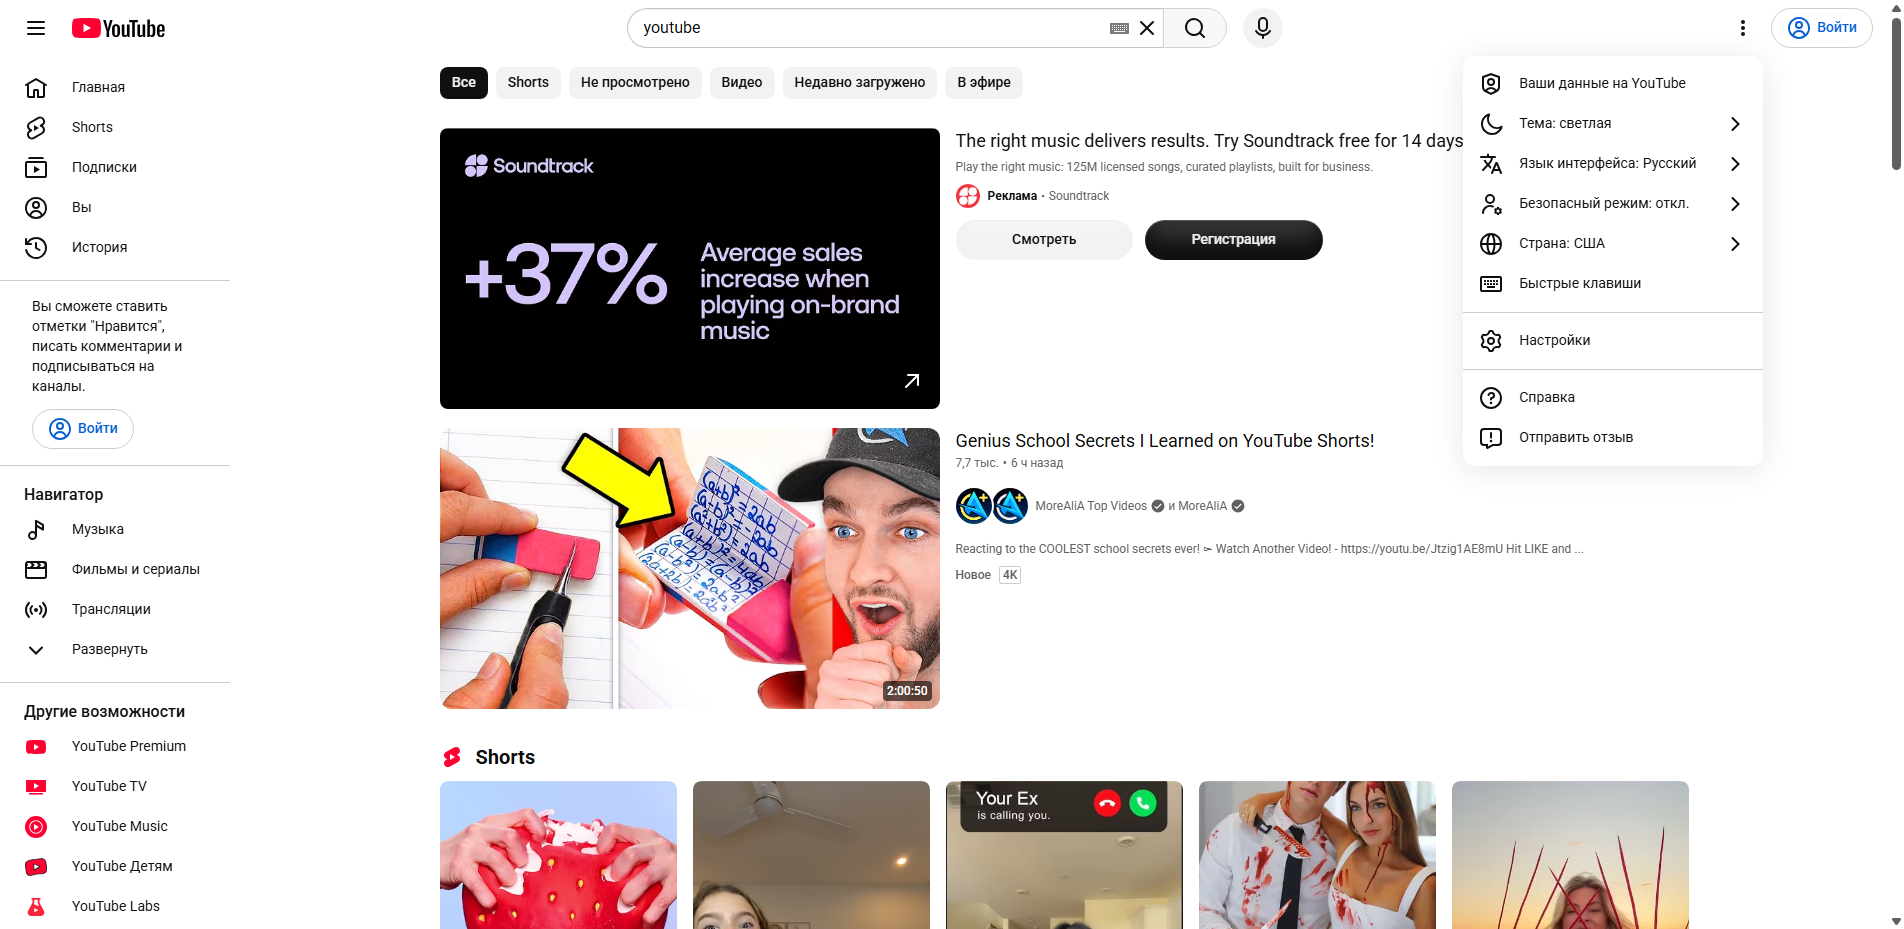 YouTube
youtube
Войти
Главная
Shorts
Подписки
Вы
История
Вы сможете ставить
отметки "Нравится",
писать комментарии и
подписываться на
каналы.
Войти
Навигатор
Музыка
Фильмы и сериалы
Трансляции
Развернуть
Другие возможности
YouTube Premium
YouTube TV
YouTube Music
YouTube Детям
YouTube Labs
Все
Shorts
Не просмотрено
Видео
Недавно загружено
В эфире
Soundtrack
+37%
Average sales
increase when
playing on-brand
music
The right music delivers results. Try Soundtrack free for 14 days
Play the right music: 125M licensed songs, curated playlists, built for business.
Реклама · Soundtrack
Смотреть
Регистрация
2:00:50
Genius School Secrets I Learned on YouTube Shorts!
7,7 тыс. • 6 ч назад
MoreAliA Top Videos и MoreAliA
Reacting to the COOLEST school secrets ever! ➣ Watch Another Video! - https://youtu.be/Jtzig1AE8mU Hit LIKE and ...
Новое 4K
Shorts
Your Ex
is calling you.
Ваши данные на YouTube
Тема: светлая
Язык интерфейса: Русский
Безопасный режим: откл.
Страна: США
Быстрые клавиши
Настройки
Справка
Отправить отзыв